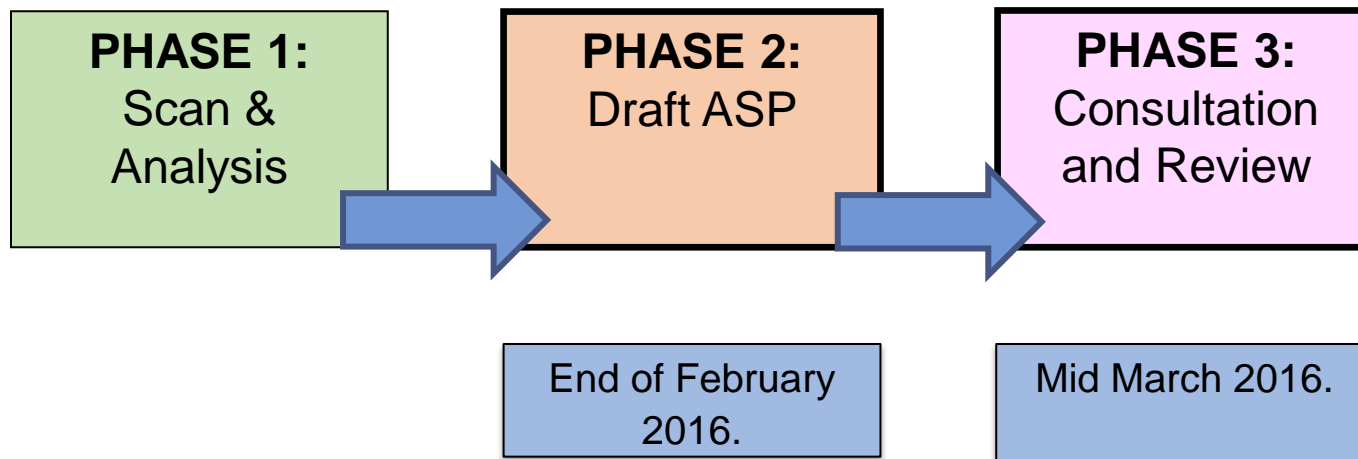 PHASE 1:
Scan &
Analysis
PHASE 2:
Draft ASP
PHASE 3:
Consultation
and Review
End of February
2016.
Mid March 2016.